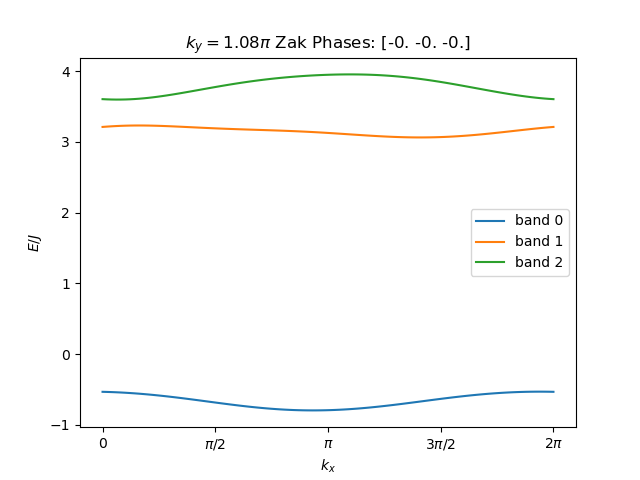 $k_y = 1.08\pi$ Zak Phases: [-0. -0. -0.]
4
3
2
1
0
−1
E/J
band 0
band 1
band 2
0
π/2
π
3π/2
2π
$k_x$